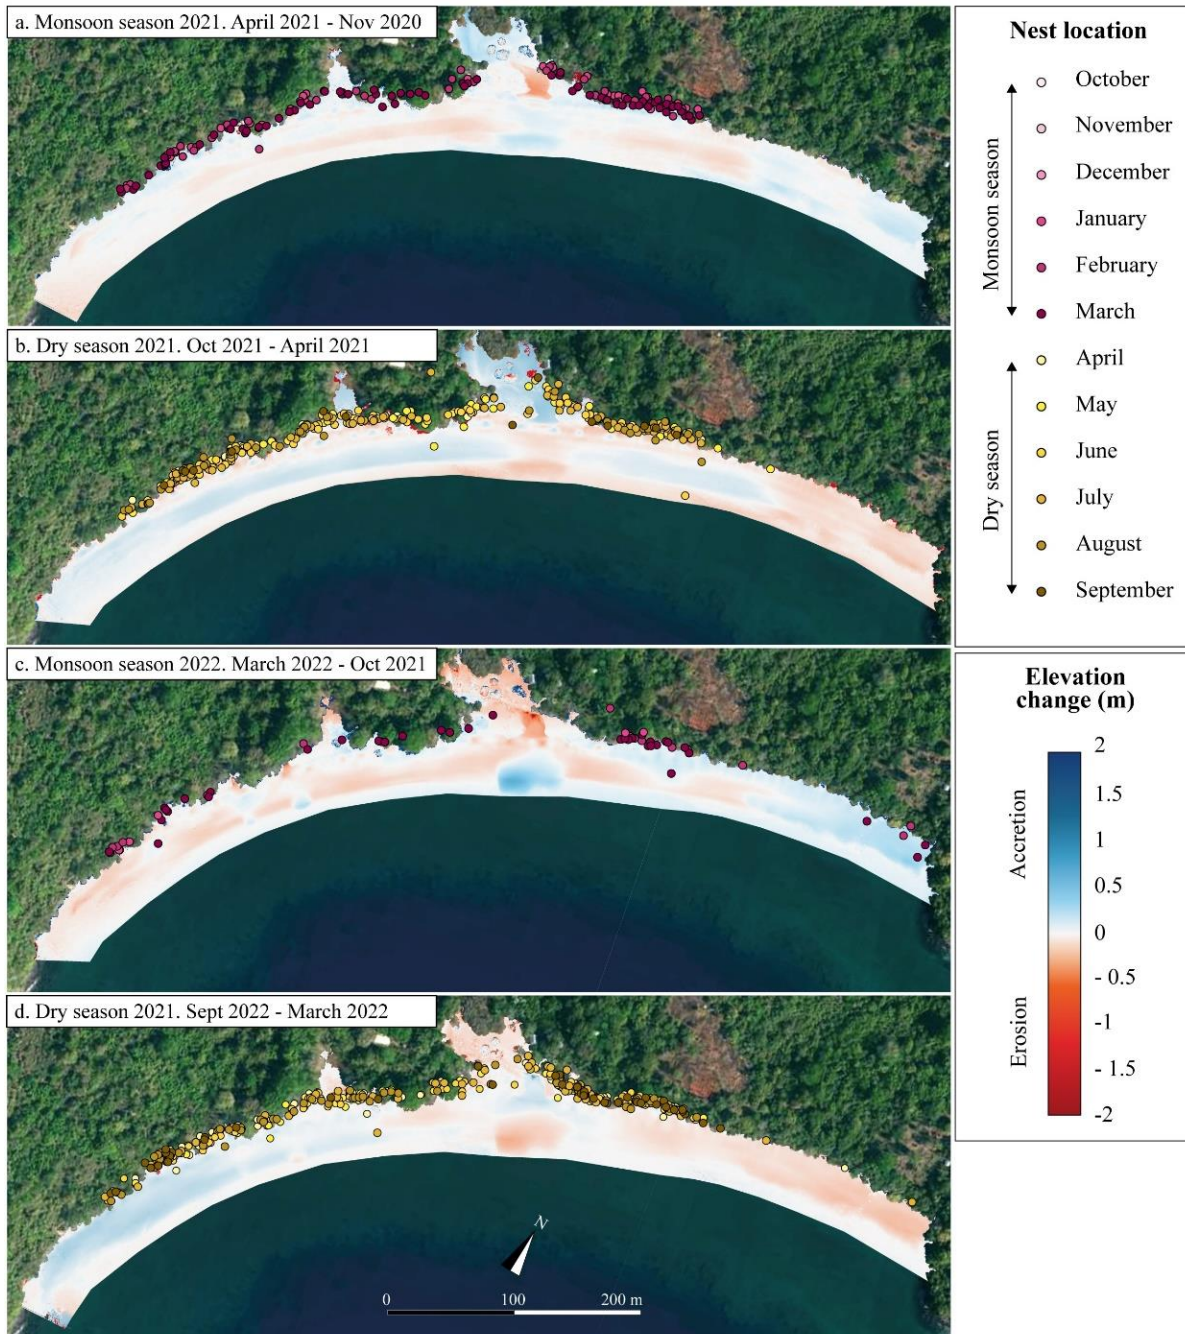 a. Monsoon season 2021. April 2021 - Nov 2020
b. Dry season 2021. Oct 2021 - April 2021
c. Monsoon season 2022. March 2022 - Oct 2021
d. Dry season 2021. Sept 2022 - March 2022
N
0 100 200 m
Nest location
Monsoon season
October
November
December
January
February
March
Dry season
April
May
June
July
August
September
Elevation
change (m)
Accretion
Erosion
2
1.5
1
0.5
0
- 0.5
-1
- 1.5
-2